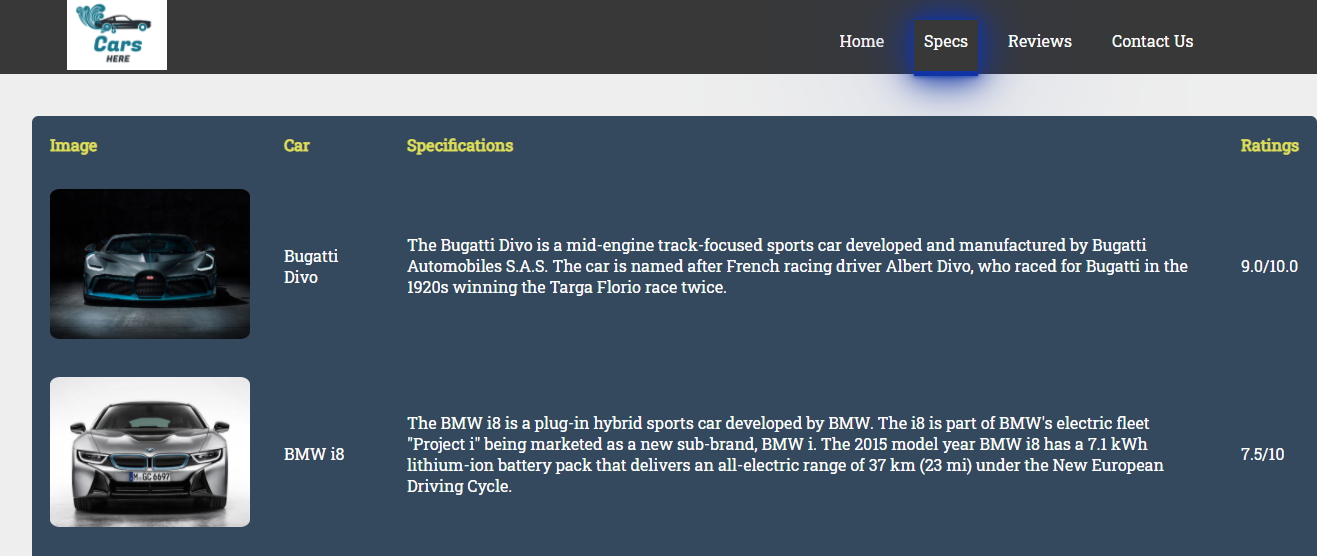 Cars
HERE
Home
Specs
Reviews
Contact Us
Image
Car
Specifications
Ratings
Bugatti
Divo
The Bugatti Divo is a mid-engine track-focused sports car developed and manufactured by Bugatti
Automobiles S.A.S. The car is named after French racing driver Albert Divo, who raced for Bugatti in the
1920s winning the Targa Florio race twice.
9.0/10.0
M GC 6697
BMW i8
The BMW i8 is a plug-in hybrid sports car developed by BMW. The i8 is part of BMW's electric fleet
"Project i" being marketed as a new sub-brand, BMW i. The 2015 model year BMW i8 has a 7.1 kWh
lithium-ion battery pack that delivers an all-electric range of 37 km (23 mi) under the New European
Driving Cycle.
7.5/10